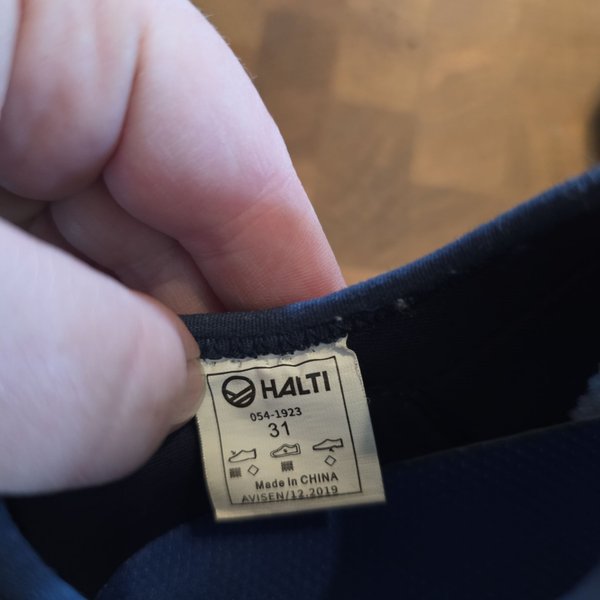 HALTI
054-1923
31
Made in CHINA
AVISEN/12.2019